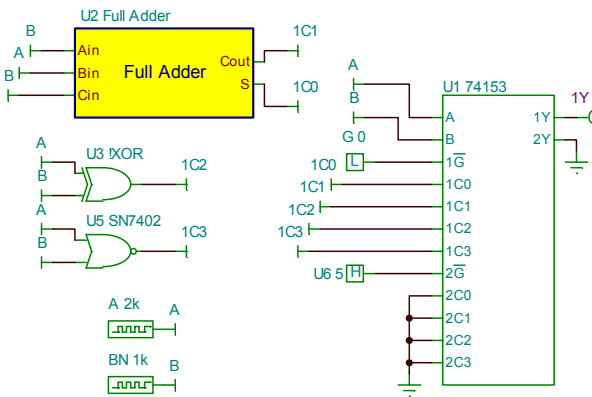 U2 Full Adder
B
A
B
Ain
Bin
Cin
Full Adder
Cout
S
1C1
1C0
A
B
U3 !XOR
1C2
A
B
U5 SN7402
1C3
A 2k
A
BN 1k
B
A
B
G 0
1C0
L
1C1
1C2
1C3
U6 5
H
U1 74153
A
B
1G
1C0
1C1
1C2
1C3
2G
2C0
2C1
2C2
2C3
1Y
2Y
1Y